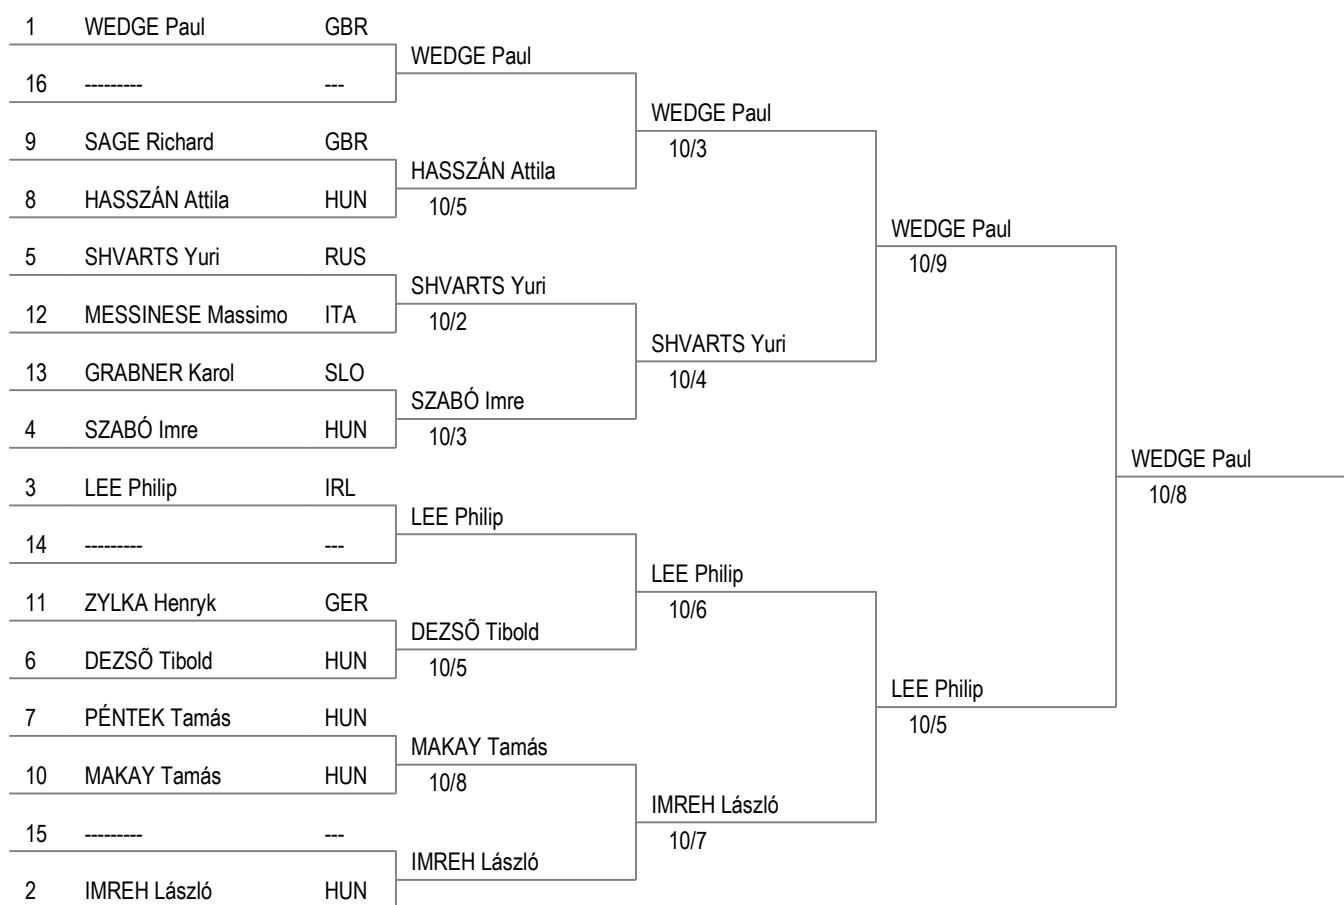 1 WEDGE Paul GBR
WEDGE Paul
16 --------- ---
WEDGE Paul
10/3
9 SAGE Richard GBR
HASSZÁN Attila
10/5
8 HASSZÁN Attila HUN
WEDGE Paul
10/9
5 SHVARTS Yuri RUS
SHVARTS Yuri
10/2
12 MESSINESE Massimo ITA
SHVARTS Yuri
10/4
13 GRABNER Karol SLO
SZABÓ Imre
10/3
4 SZABÓ Imre HUN
WEDGE Paul
10/8
3 LEE Philip IRL
LEE Philip
14 --------- ---
LEE Philip
10/6
11 ZYLKA Henryk GER
DEZSÕ Tibold
10/5
6 DEZSÕ Tibold HUN
LEE Philip
10/5
7 PÉNTEK Tamás HUN
MAKAY Tamás
10/8
10 MAKAY Tamás HUN
IMREH László
10/7
15 --------- ---
IMREH László
2 IMREH László HUN